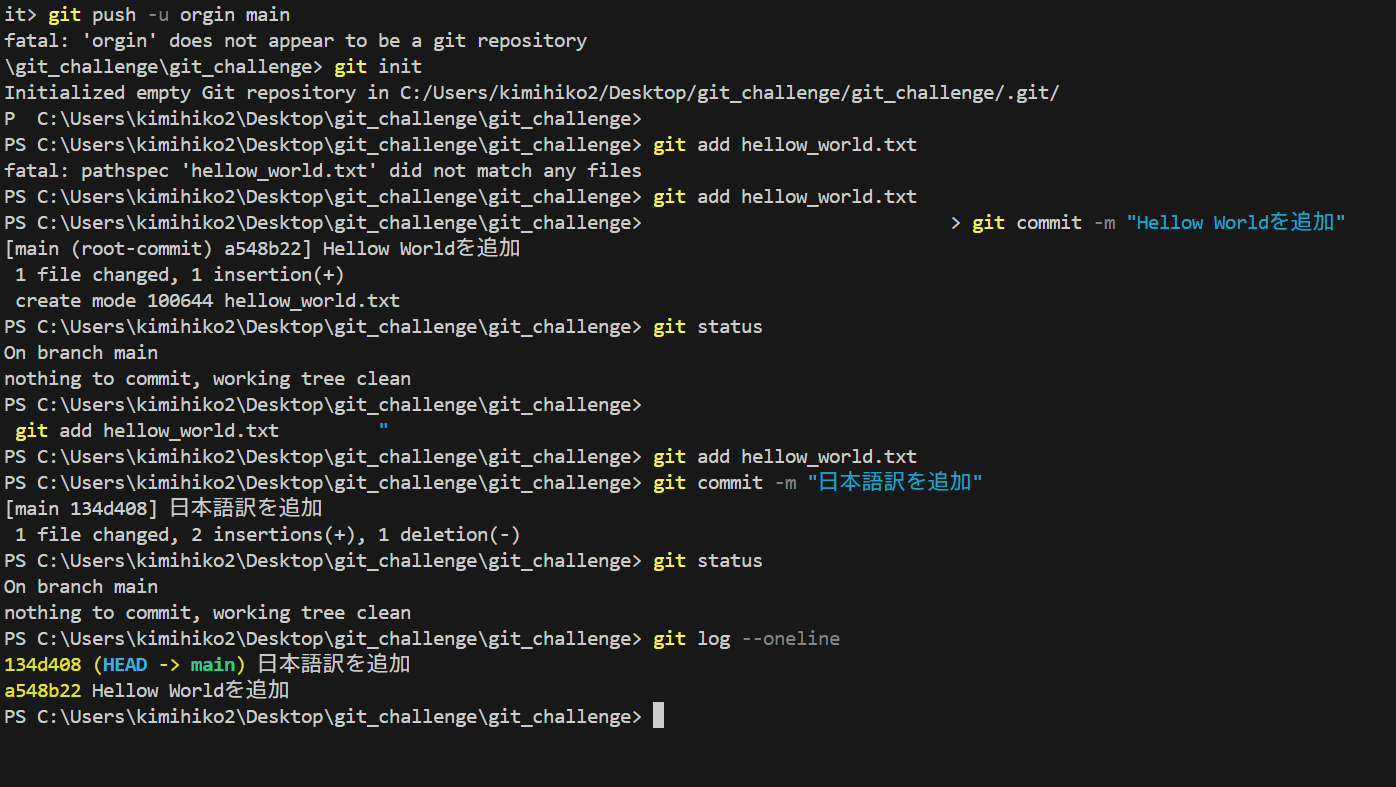 it> git push -u orgin main
fatal: 'orgin' does not appear to be a git repository
\git_challenge\git_challenge> git init
Initialized empty Git repository in C:/Users/kimihiko2/Desktop/git_challenge/git_challenge/.git/
P  C:\Users\kimihiko2\Desktop\git_challenge\git_challenge>
PS C:\Users\kimihiko2\Desktop\git_challenge\git_challenge> git add hellow_world.txt
fatal: pathspec 'hellow_world.txt' did not match any files
PS C:\Users\kimihiko2\Desktop\git_challenge\git_challenge> git add hellow_world.txt
PS C:\Users\kimihiko2\Desktop\git_challenge\git_challenge>                            > git commit -m "Hellow Worldを追加"
[main (root-commit) a548b22] Hellow Worldを追加
 1 file changed, 1 insertion(+)
 create mode 100644 hellow_world.txt
PS C:\Users\kimihiko2\Desktop\git_challenge\git_challenge> git status
On branch main
nothing to commit, working tree clean
PS C:\Users\kimihiko2\Desktop\git_challenge\git_challenge>
 git add hellow_world.txt         "
PS C:\Users\kimihiko2\Desktop\git_challenge\git_challenge> git add hellow_world.txt
PS C:\Users\kimihiko2\Desktop\git_challenge\git_challenge> git commit -m "日本語訳を追加"
[main 134d408] 日本語訳を追加
 1 file changed, 2 insertions(+), 1 deletion(-)
PS C:\Users\kimihiko2\Desktop\git_challenge\git_challenge> git status
On branch main
nothing to commit, working tree clean
PS C:\Users\kimihiko2\Desktop\git_challenge\git_challenge> git log --oneline
134d408 (HEAD -> main) 日本語訳を追加
a548b22 Hellow Worldを追加
PS C:\Users\kimihiko2\Desktop\git_challenge\git_challenge>